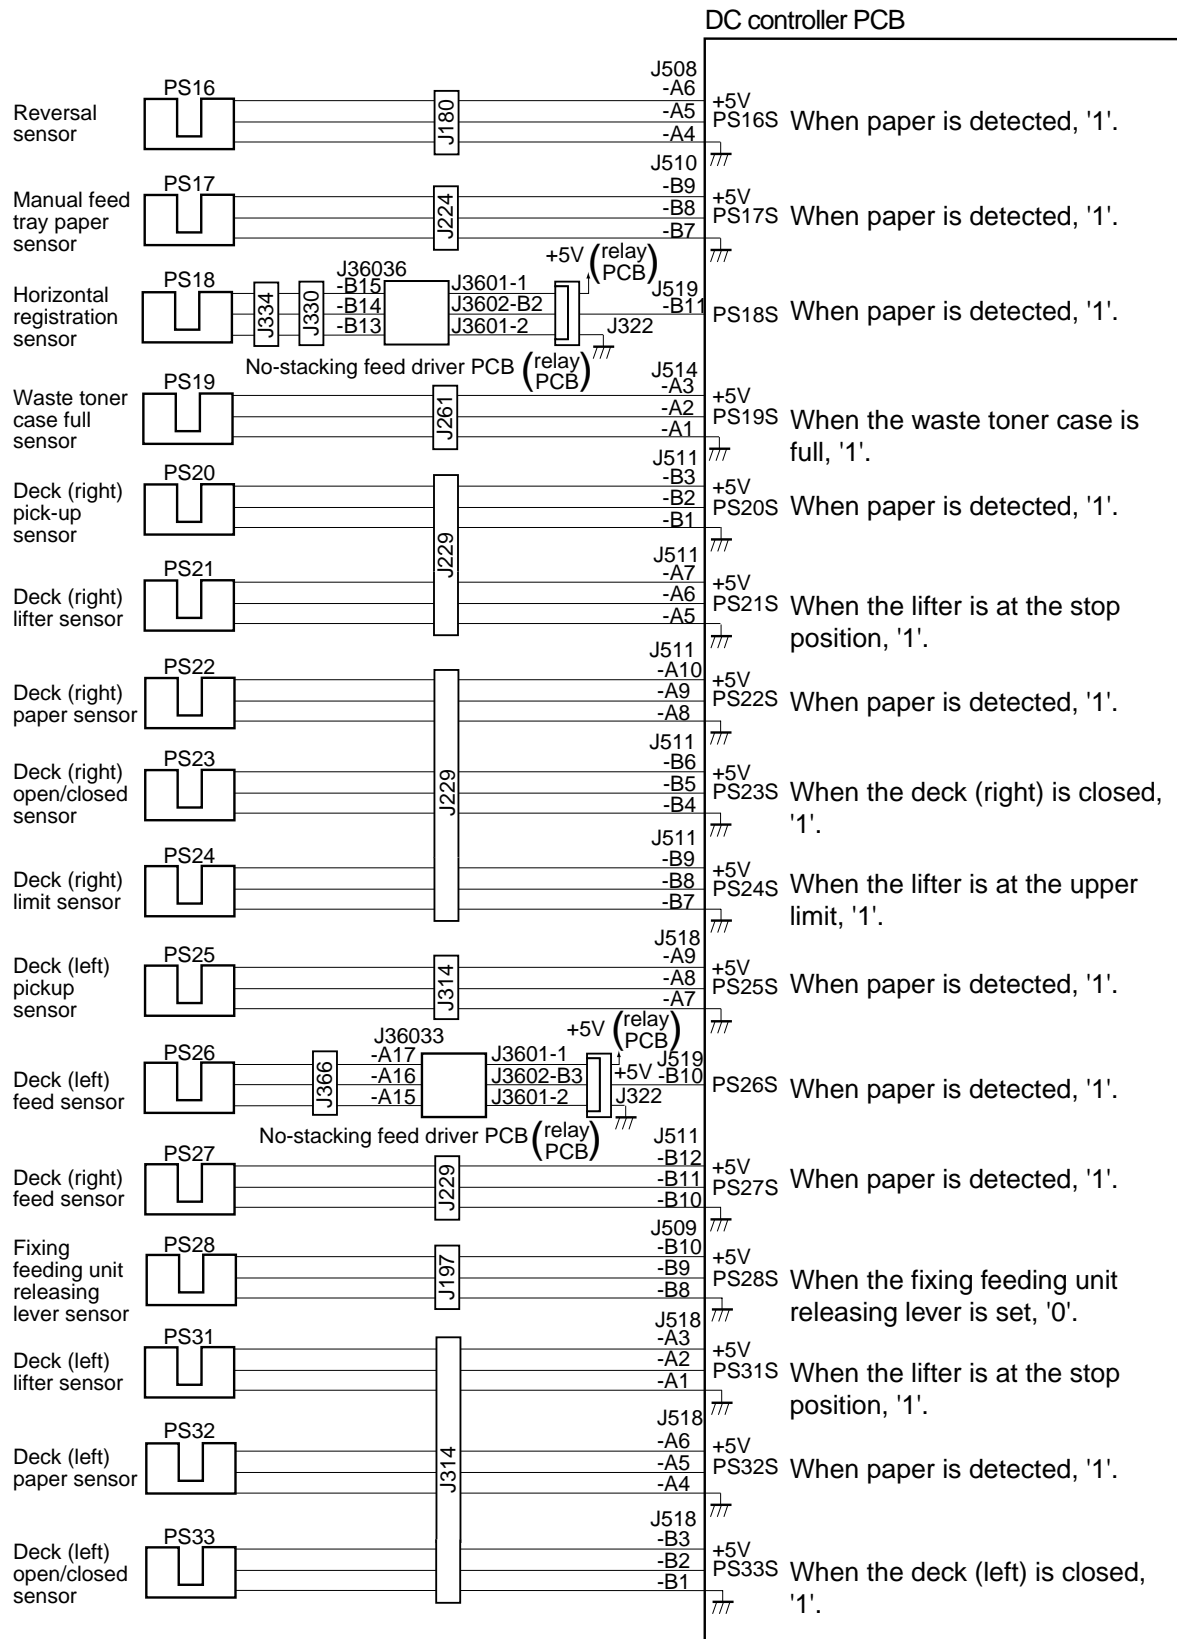 DC controller PCB
J508
PS16
-A6
Reversal
sensor
J180
-A5
-A4
+5V
PS16S
When paper is detected, '1'.
J510
PS17
-B9
Manual feed
tray paper
sensor
J224
-B8
-B7
+5V
PS17S
When paper is detected, '1'.
+5V (relay PCB)
PS18
J36036
J519
Horizontal
registration
sensor
J334
J330
-B15
-B14
-B13
J3601-1
J3602-B2
J3601-2
J322
-B11
PS18S
When paper is detected, '1'.
No-stacking feed driver PCB (relay PCB)
J514
PS19
-A3
Waste toner
case full
sensor
J261
-A2
-A1
+5V
PS19S
When the waste toner case is
full, '1'.
J511
PS20
-B3
Deck (right)
pick-up
sensor
-B2
-B1
+5V
PS20S
When paper is detected, '1'.
J229
J511
PS21
-A7
Deck (right)
lifter sensor
-A6
-A5
+5V
PS21S
When the lifter is at the stop
position, '1'.
J511
PS22
-A10
Deck (right)
paper sensor
-A9
-A8
+5V
PS22S
When paper is detected, '1'.
J511
PS23
-B6
Deck (right)
open/closed
sensor
J229
-B5
-B4
+5V
PS23S
When the deck (right) is closed,
'1'.
J511
PS24
-B9
Deck (right)
limit sensor
-B8
-B7
+5V
PS24S
When the lifter is at the upper
limit, '1'.
J518
PS25
-A9
Deck (left)
pickup
sensor
J314
-A8
-A7
+5V
PS25S
When paper is detected, '1'.
+5V (relay PCB)
PS26
J36033
J519
Deck (left)
feed sensor
J366
-A17
-A16
-A15
J3601-1
J3602-B3
J3601-2
+5V
J322
-B10
PS26S
When paper is detected, '1'.
No-stacking feed driver PCB (relay PCB)
J511
PS27
-B12
Deck (right)
feed sensor
J229
-B11
-B10
+5V
PS27S
When paper is detected, '1'.
J509
PS28
-B10
Fixing
feeding unit
releasing
lever sensor
J197
-B9
-B8
+5V
PS28S
When the fixing feeding unit
releasing lever is set, '0'.
J518
PS31
-A3
Deck (left)
lifter sensor
-A2
-A1
+5V
PS31S
When the lifter is at the stop
position, '1'.
J518
PS32
-A6
Deck (left)
paper sensor
J314
-A5
-A4
+5V
PS32S
When paper is detected, '1'.
J518
PS33
-B3
Deck (left)
open/closed
sensor
-B2
-B1
+5V
PS33S
When the deck (left) is closed,
'1'.